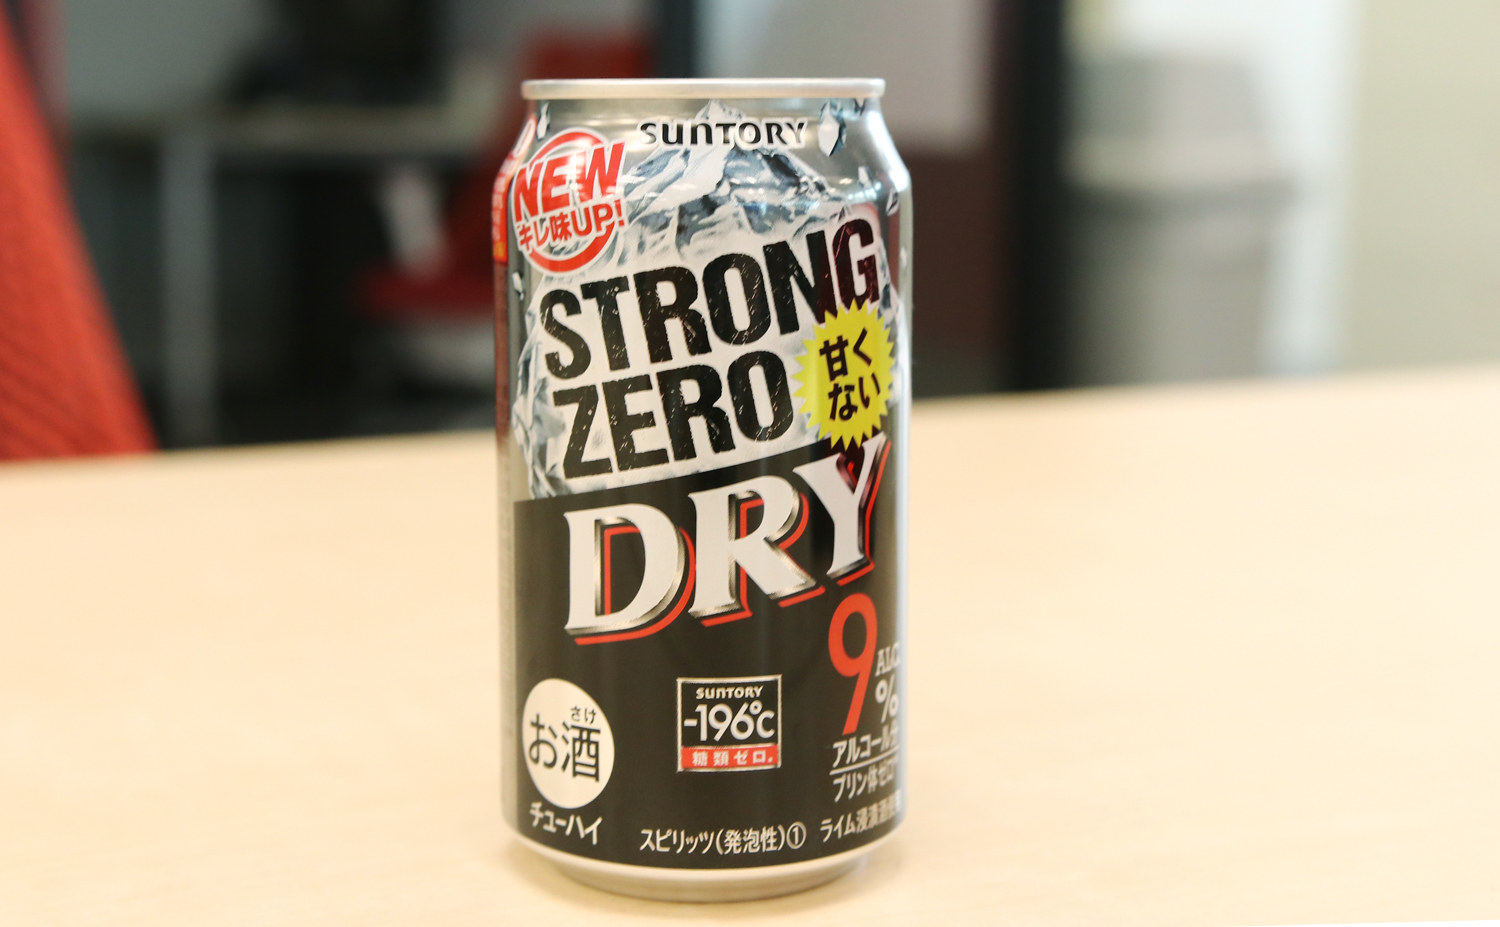 SUNTORY
NEW
キレ味UP!
STRONG
ZERO
甘く
ない
DRY
9
ALC
%
アルコール分
プリン体ゼロ
ライム浸漬酒
SUNTORY
-196℃
糖類ゼロ。
さけ
お酒
チューハイ
スピリッツ(発泡性)①